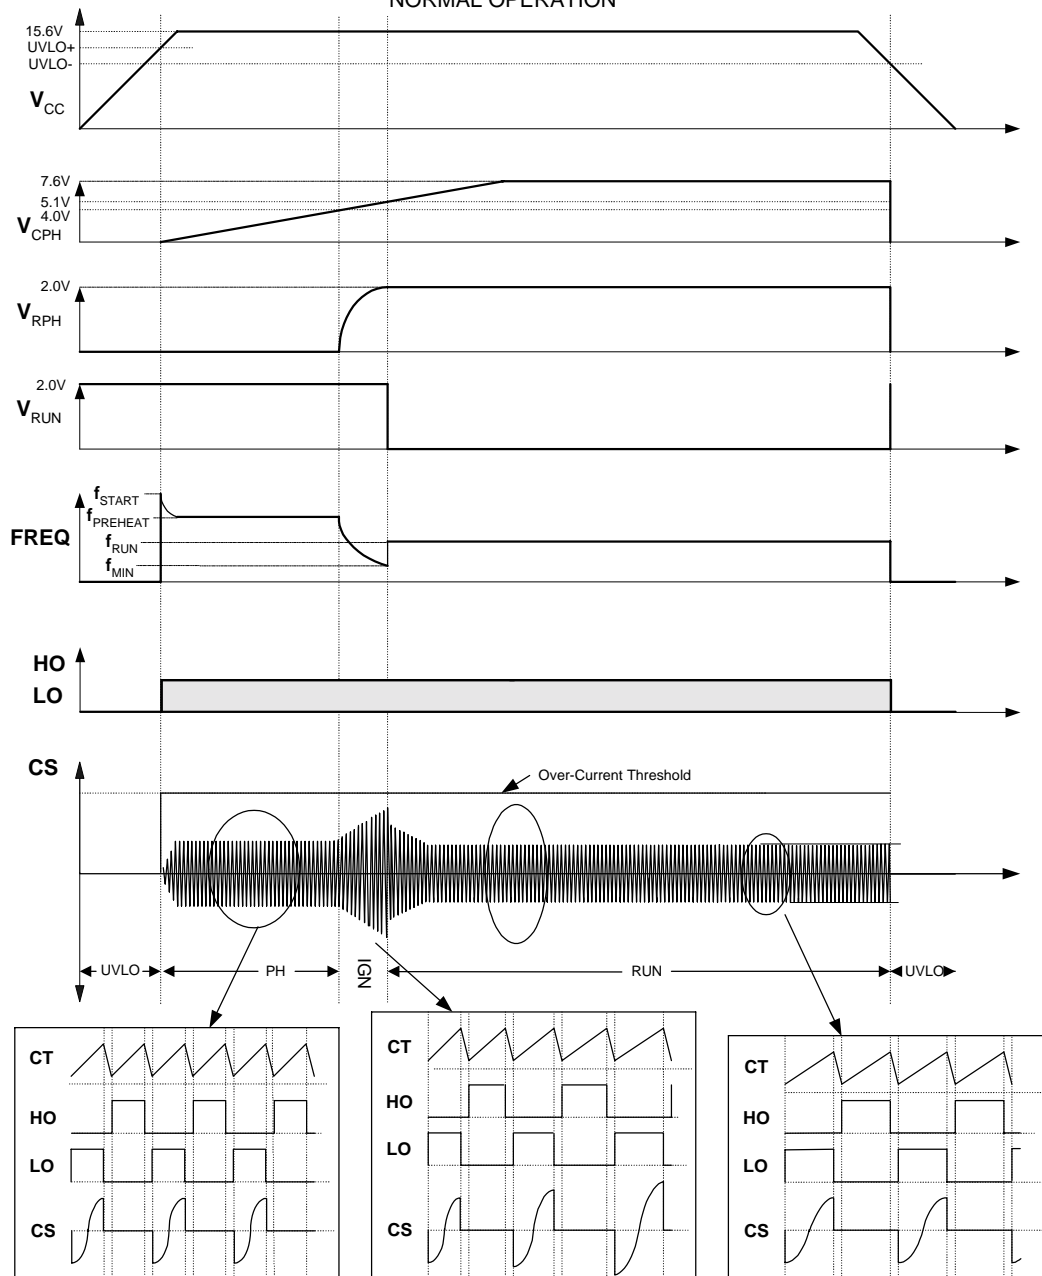 NORMAL OPERATION
15.6V
UVLO+
UVLO-
VCC
7.6V
5.1V
4.0V
VCPH
2.0V
VRPH
2.0V
VRUN
fSTART
fPREHEAT
FREQ
fRUN
fMIN
HO
LO
CS
Over-Current Threshold
UVLO
PH
IGN
RUN
UVLO
CT
HO
LO
CS
CT
HO
LO
CS
CT
HO
LO
CS